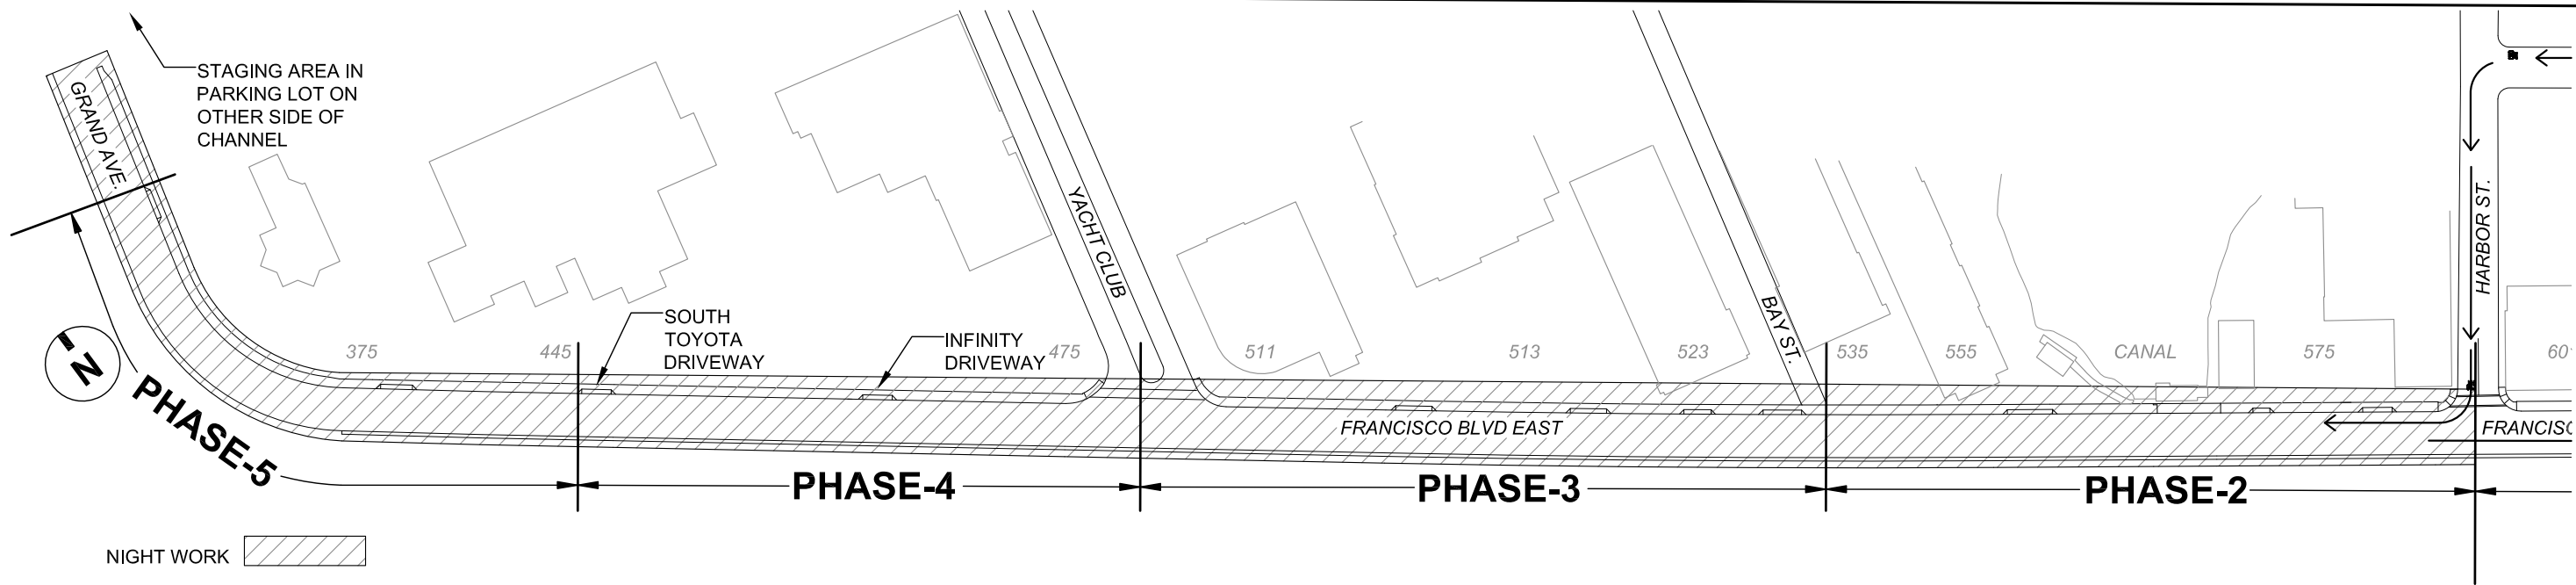 STAGING AREA IN
PARKING LOT ON
OTHER SIDE OF
CHANNEL
GRAND AVE.
YACHT CLUB
BAY ST.
HARBOR ST.
SOUTH
TOYOTA
DRIVEWAY
INFINITY
DRIVEWAY
375
445
475
511
513
523
535
555
CANAL
575
60
N
FRANCISCO BLVD EAST
FRANCISC
PHASE-5
PHASE-4
PHASE-3
PHASE-2
NIGHT WORK